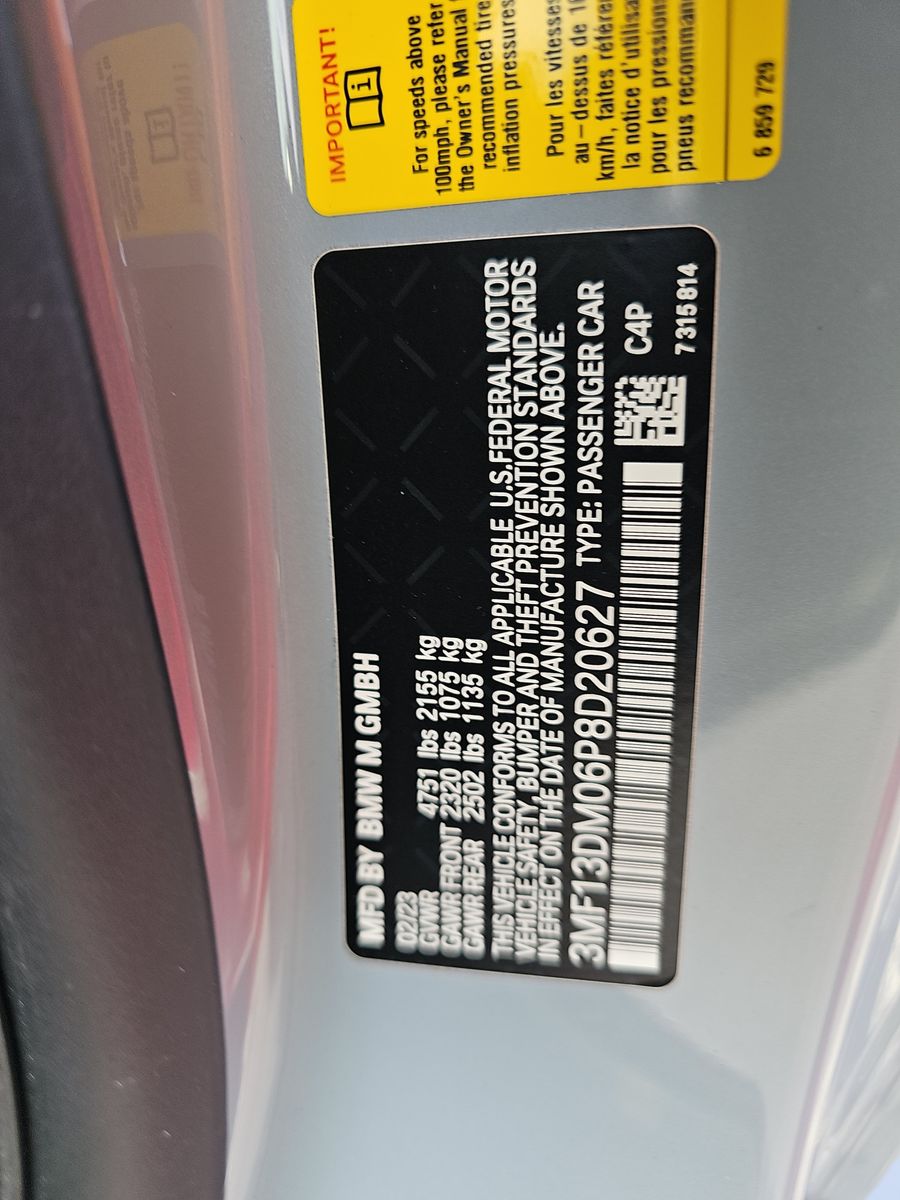 IMPORTANT!
For speeds above
100mph, please refer
the Owner's Manual
recommended tire
inflation pressures
Pour les vitesses
au-dessus de 16
km/h, faites référen
la notice d'utilisa
pour les pressions
pneus recomman
6 859 729
MFD BY BMW M GMBH
02/23
GVWR 4751 lbs 2155 kg
GAWR FRONT 2320 lbs 1075 kg
GAWR REAR 2502 lbs 1135 kg
THIS VEHICLE CONFORMS TO ALL APPLICABLE U.S.FEDERAL MOTOR
VEHICLE SAFETY, BUMPER AND THEFT PREVENTION STANDARDS
IN EFFECT ON THE DATE OF MANUFACTURE SHOWN ABOVE.
3MF13DM06P8D20627 TYPE: PASSENGER CAR
C4P
7 315 814